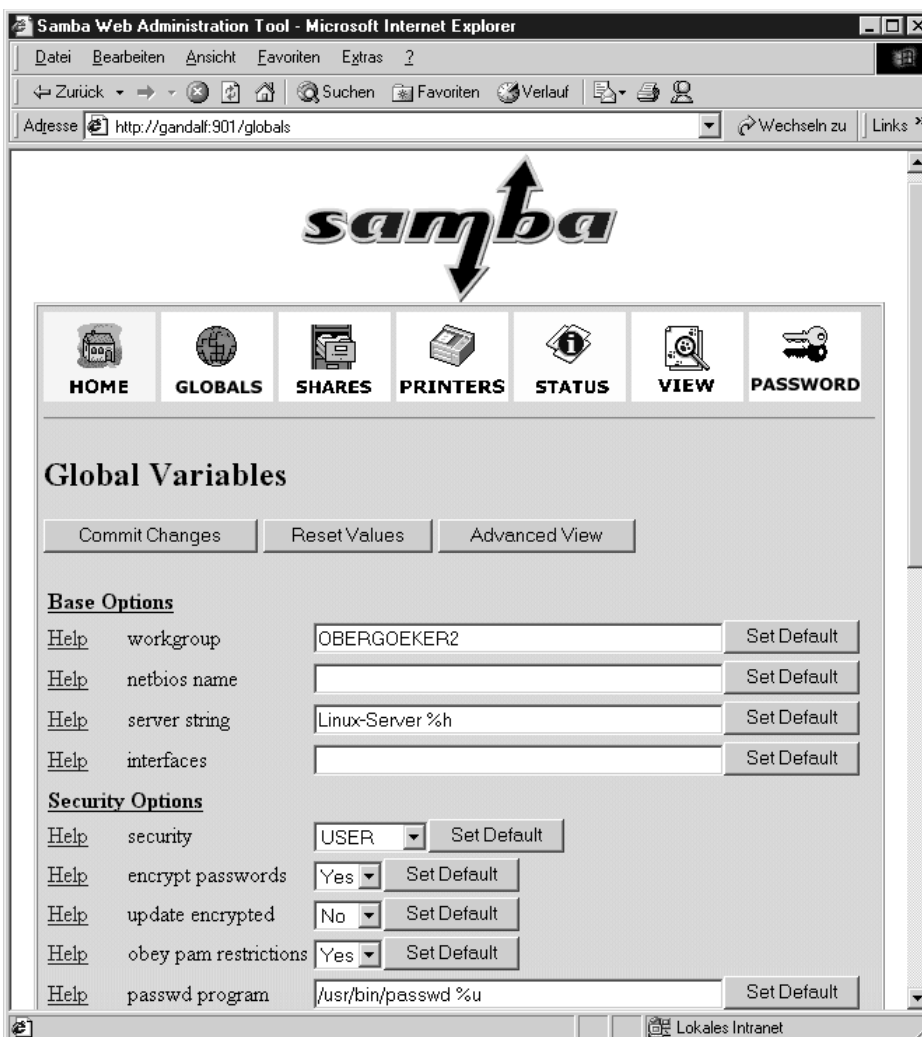 Samba Web Administration Tool - Microsoft Internet Explorer
Datei Bearbeiten Ansicht Favoriten Extras ?
Zurück Suchen Favoriten Verlauf
Adresse http://gandalf:901/globals Wechseln zu Links »
samba
HOME GLOBALS SHARES PRINTERS STATUS VIEW PASSWORD
Global Variables
Commit Changes Reset Values Advanced View
Base Options
Help workgroup OBERGOEKER2 Set Default
Help netbios name Set Default
Help server string Linux-Server %h Set Default
Help interfaces Set Default
Security Options
Help security USER Set Default
Help encrypt passwords Yes Set Default
Help update encrypted No Set Default
Help obey pam restrictions Yes Set Default
Help passwd program /usr/bin/passwd %u Set Default
Lokales Intranet